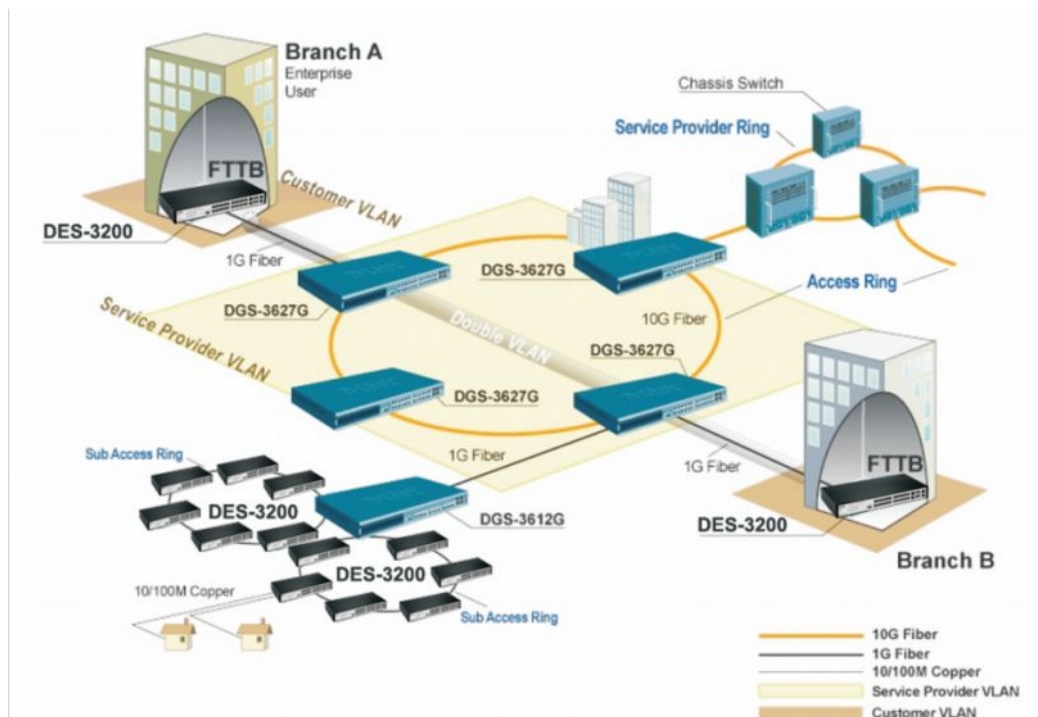 Branch A
Enterprise
User
FTTB
DES-3200
1G Fiber
Customer VLAN
Chassis Switch
Service Provider Ring
DGS-3627G
DGS-3627G
Access Ring
10G Fiber
Service Provider VLAN
Double VLAN
DGS-3627G
DGS-3627G
1G Fiber
1G Fiber
Sub Access Ring
DES-3200
DGS-3612G
DES-3200
10/100M Copper
Sub Access Ring
FTTB
DES-3200
Branch B
10G Fiber
1G Fiber
10/100M Copper
Service Provider VLAN
Customer VLAN